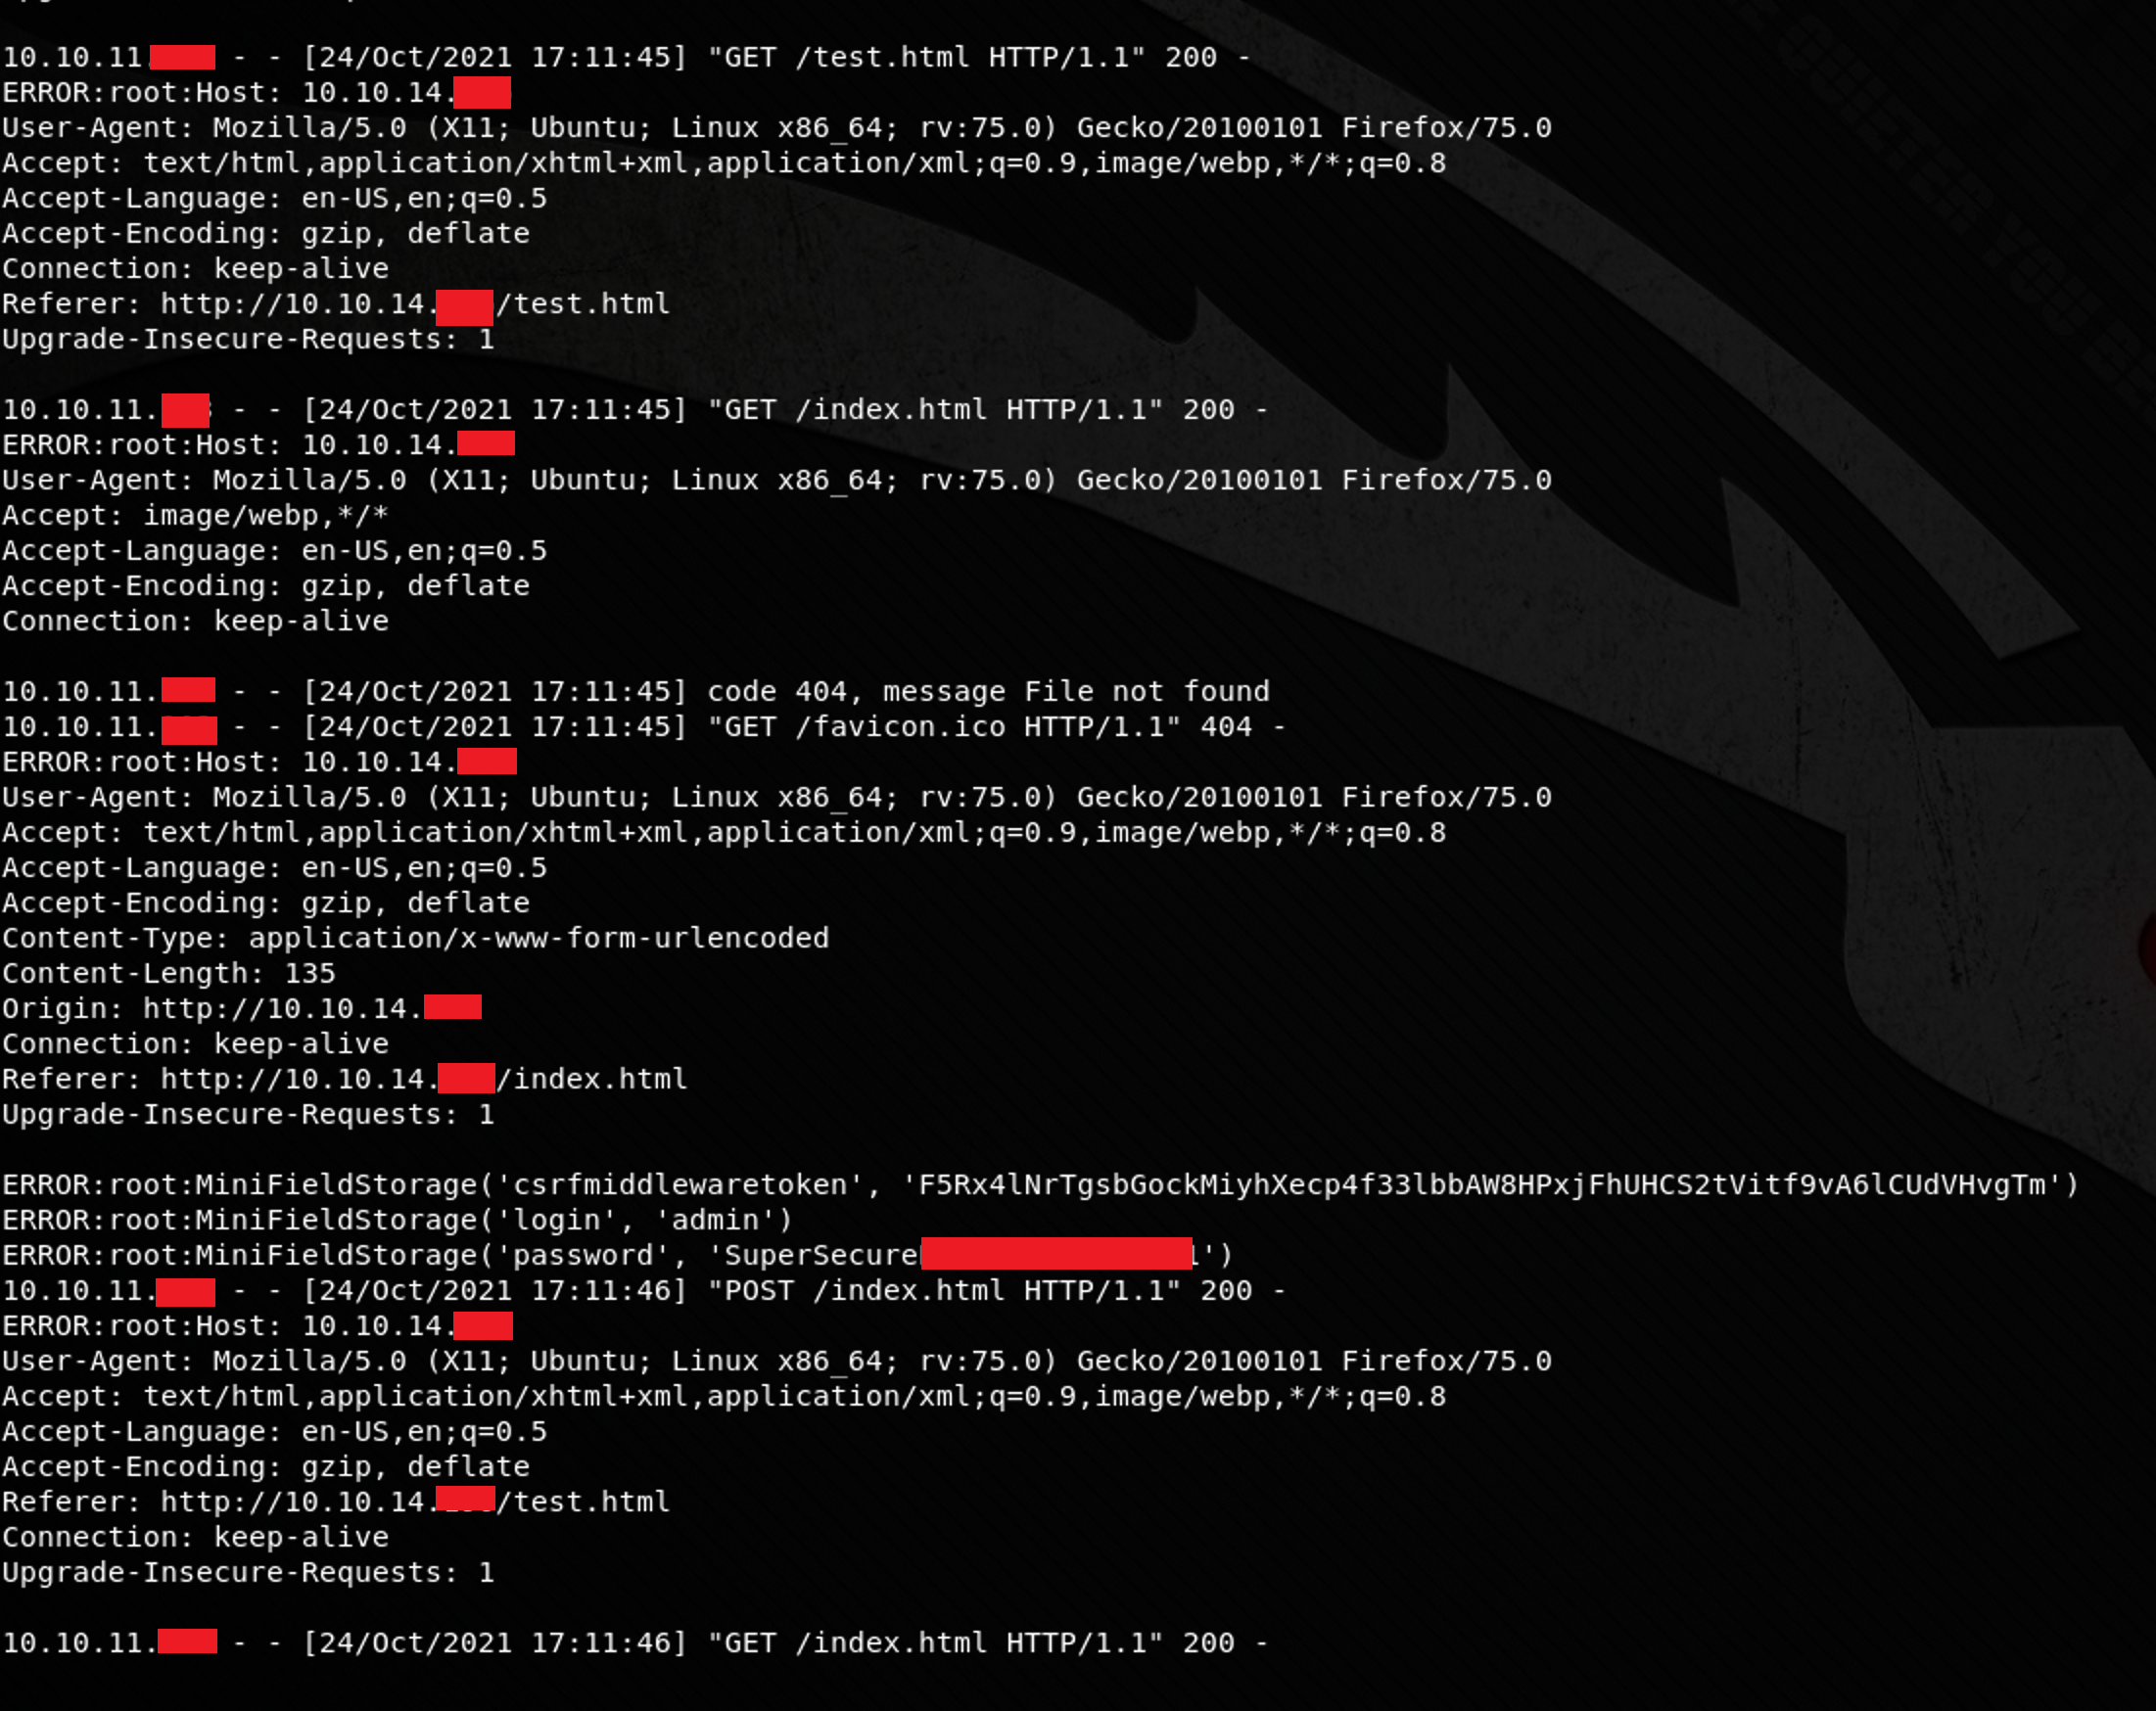 10.10.11. - - [24/Oct/2021 17:11:45] "GET /test.html HTTP/1.1" 200 -
ERROR:root:Host: 10.10.14.
User-Agent: Mozilla/5.0 (X11; Ubuntu; Linux x86_64; rv:75.0) Gecko/20100101 Firefox/75.0
Accept: text/html,application/xhtml+xml,application/xml;q=0.9,image/webp,*/*;q=0.8
Accept-Language: en-US,en;q=0.5
Accept-Encoding: gzip, deflate
Connection: keep-alive
Referer: http://10.10.14. /test.html
Upgrade-Insecure-Requests: 1
10.10.11. - - [24/Oct/2021 17:11:45] "GET /index.html HTTP/1.1" 200 -
ERROR:root:Host: 10.10.14.
User-Agent: Mozilla/5.0 (X11; Ubuntu; Linux x86_64; rv:75.0) Gecko/20100101 Firefox/75.0
Accept: image/webp,*/*
Accept-Language: en-US,en;q=0.5
Accept-Encoding: gzip, deflate
Connection: keep-alive
10.10.11. - - [24/Oct/2021 17:11:45] code 404, message File not found
10.10.11. - - [24/Oct/2021 17:11:45] "GET /favicon.ico HTTP/1.1" 404 -
ERROR:root:Host: 10.10.14.
User-Agent: Mozilla/5.0 (X11; Ubuntu; Linux x86_64; rv:75.0) Gecko/20100101 Firefox/75.0
Accept: text/html,application/xhtml+xml,application/xml;q=0.9,image/webp,*/*;q=0.8
Accept-Language: en-US,en;q=0.5
Accept-Encoding: gzip, deflate
Content-Type: application/x-www-form-urlencoded
Content-Length: 135
Origin: http://10.10.14.
Connection: keep-alive
Referer: http://10.10.14. /index.html
Upgrade-Insecure-Requests: 1
ERROR:root:MiniFieldStorage('csrfmiddlewaretoken', 'F5Rx4lNrTgsbGockMiyhXecp4f33lbbAW8HPxjFhUHCS2tVitf9vA6lCUdVHvgTm')
ERROR:root:MiniFieldStorage('login', 'admin')
ERROR:root:MiniFieldStorage('password', 'SuperSecure ')
10.10.11. - - [24/Oct/2021 17:11:46] "POST /index.html HTTP/1.1" 200 -
ERROR:root:Host: 10.10.14.
User-Agent: Mozilla/5.0 (X11; Ubuntu; Linux x86_64; rv:75.0) Gecko/20100101 Firefox/75.0
Accept: text/html,application/xhtml+xml,application/xml;q=0.9,image/webp,*/*;q=0.8
Accept-Language: en-US,en;q=0.5
Accept-Encoding: gzip, deflate
Referer: http://10.10.14. /test.html
Connection: keep-alive
Upgrade-Insecure-Requests: 1
10.10.11. - - [24/Oct/2021 17:11:46] "GET /index.html HTTP/1.1" 200 -